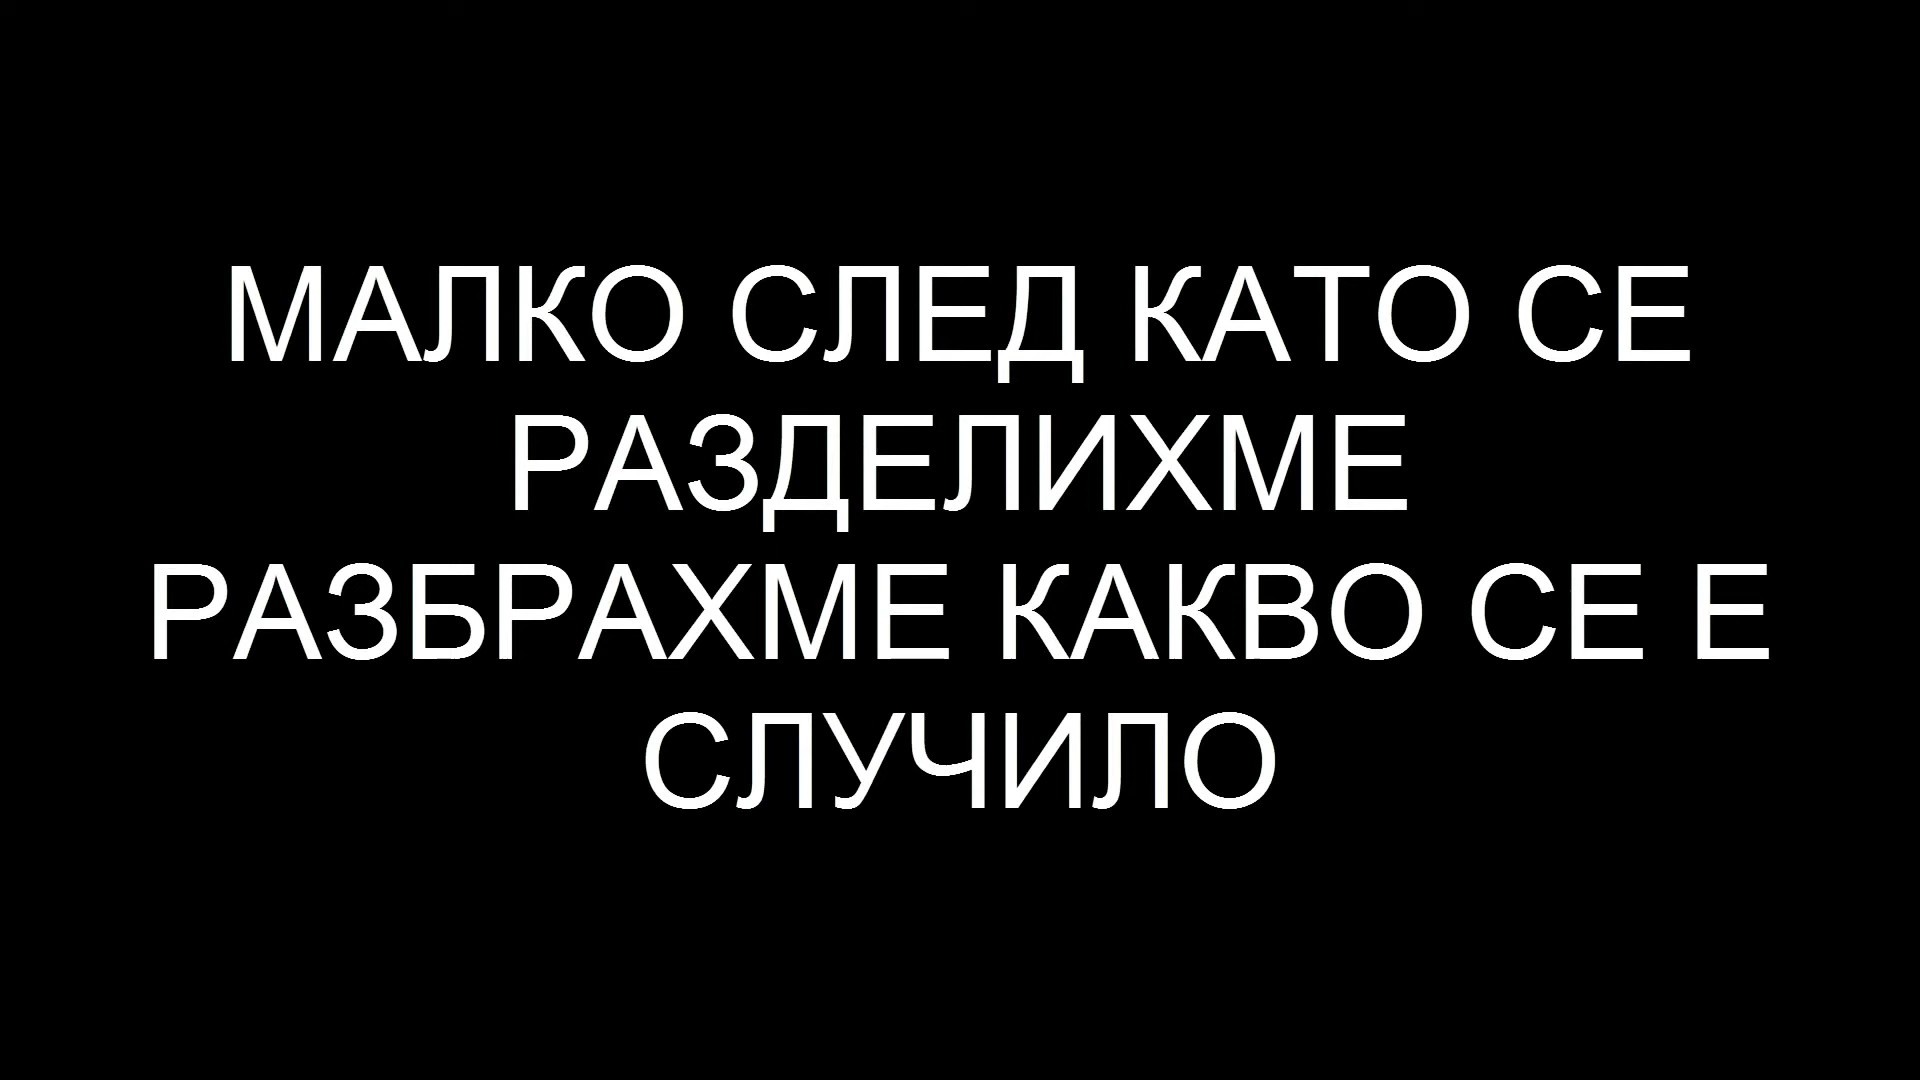 МАЛКО СЛЕД КАТО СЕ
РАЗДЕЛИХМЕ
РАЗБРАХМЕ КАКВО СЕ Е
СЛУЧИЛО